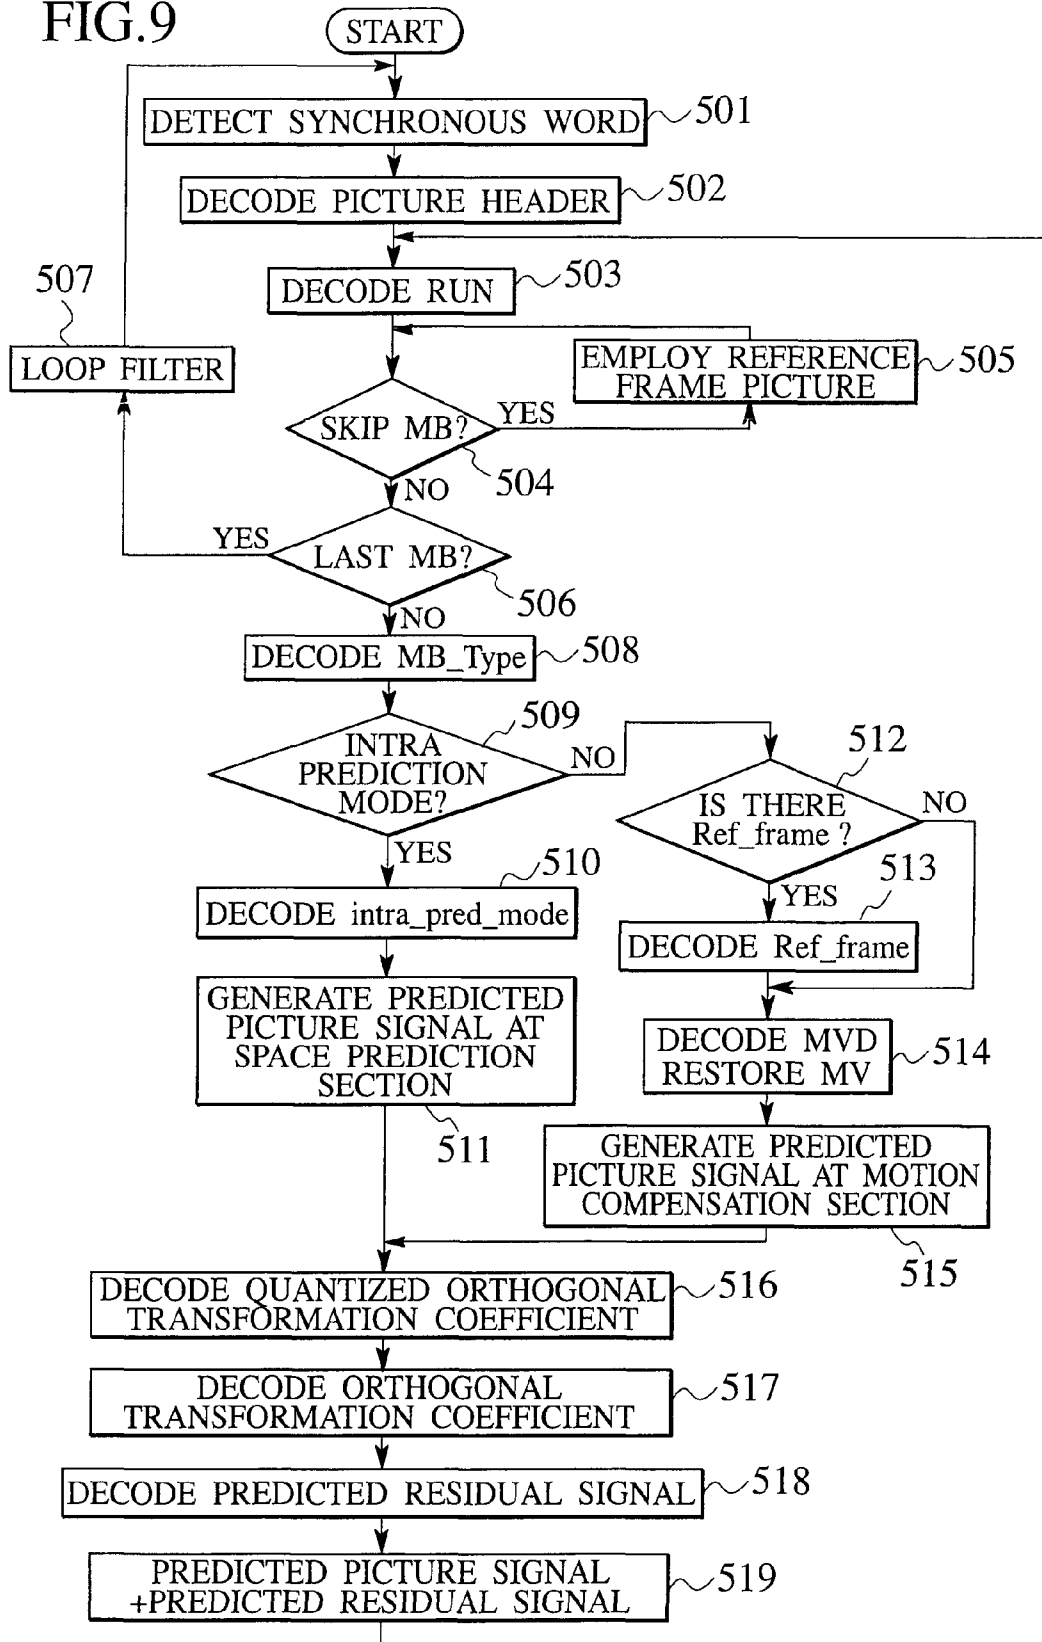 FIG.9
START
DETECT SYNCHRONOUS WORD
501
DECODE PICTURE HEADER
502
DECODE RUN
503
507
LOOP FILTER
EMPLOY REFERENCE
FRAME PICTURE
505
SKIP MB?
YES
504
NO
LAST MB?
YES
506
NO
DECODE MB_Type
508
INTRA
PREDICTION
MODE?
509
NO
YES
IS THERE
Ref_frame ?
512
NO
YES
DECODE intra_pred_mode
510
DECODE Ref_frame
513
GENERATE PREDICTED
PICTURE SIGNAL AT
SPACE PREDICTION
SECTION
511
DECODE MVD
RESTORE MV
514
GENERATE PREDICTED
PICTURE SIGNAL AT MOTION
COMPENSATION SECTION
515
DECODE QUANTIZED ORTHOGONAL
TRANSFORMATION COEFFICIENT
516
DECODE ORTHOGONAL
TRANSFORMATION COEFFICIENT
517
DECODE PREDICTED RESIDUAL SIGNAL
518
PREDICTED PICTURE SIGNAL
+PREDICTED RESIDUAL SIGNAL
519